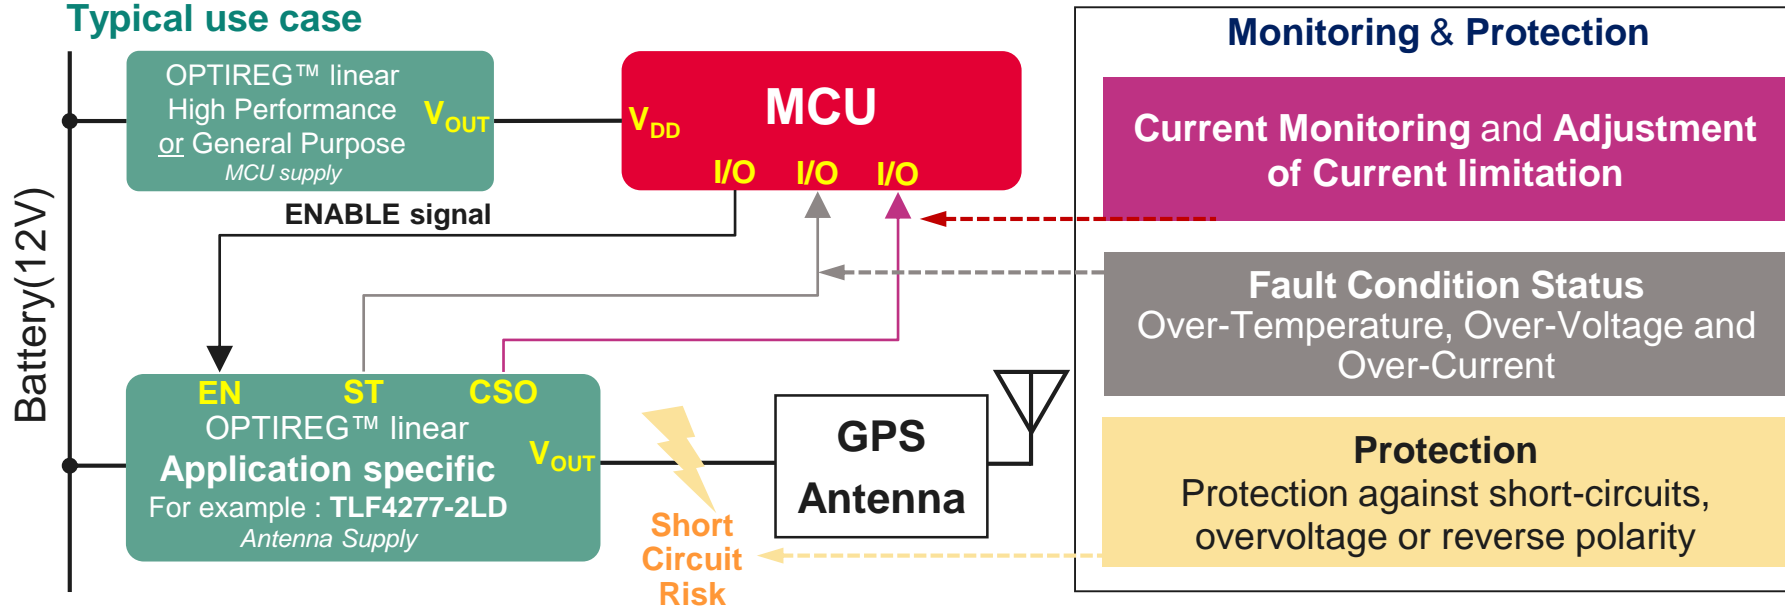 Typical use case
Battery(12V)
OPTIREG™ linear
High Performance
or General Purpose
MCU supply
VOUT
VDD
MCU
I/O
I/O
I/O
ENABLE signal
EN
ST
CSO
OPTIREG™ linear
Application specific
For example : TLF4277-2LD
Antenna Supply
VOUT
Short
Circuit
Risk
GPS
Antenna
Monitoring & Protection
Current Monitoring and Adjustment
of Current limitation
Fault Condition Status
Over-Temperature, Over-Voltage and
Over-Current
Protection
Protection against short-circuits,
overvoltage or reverse polarity